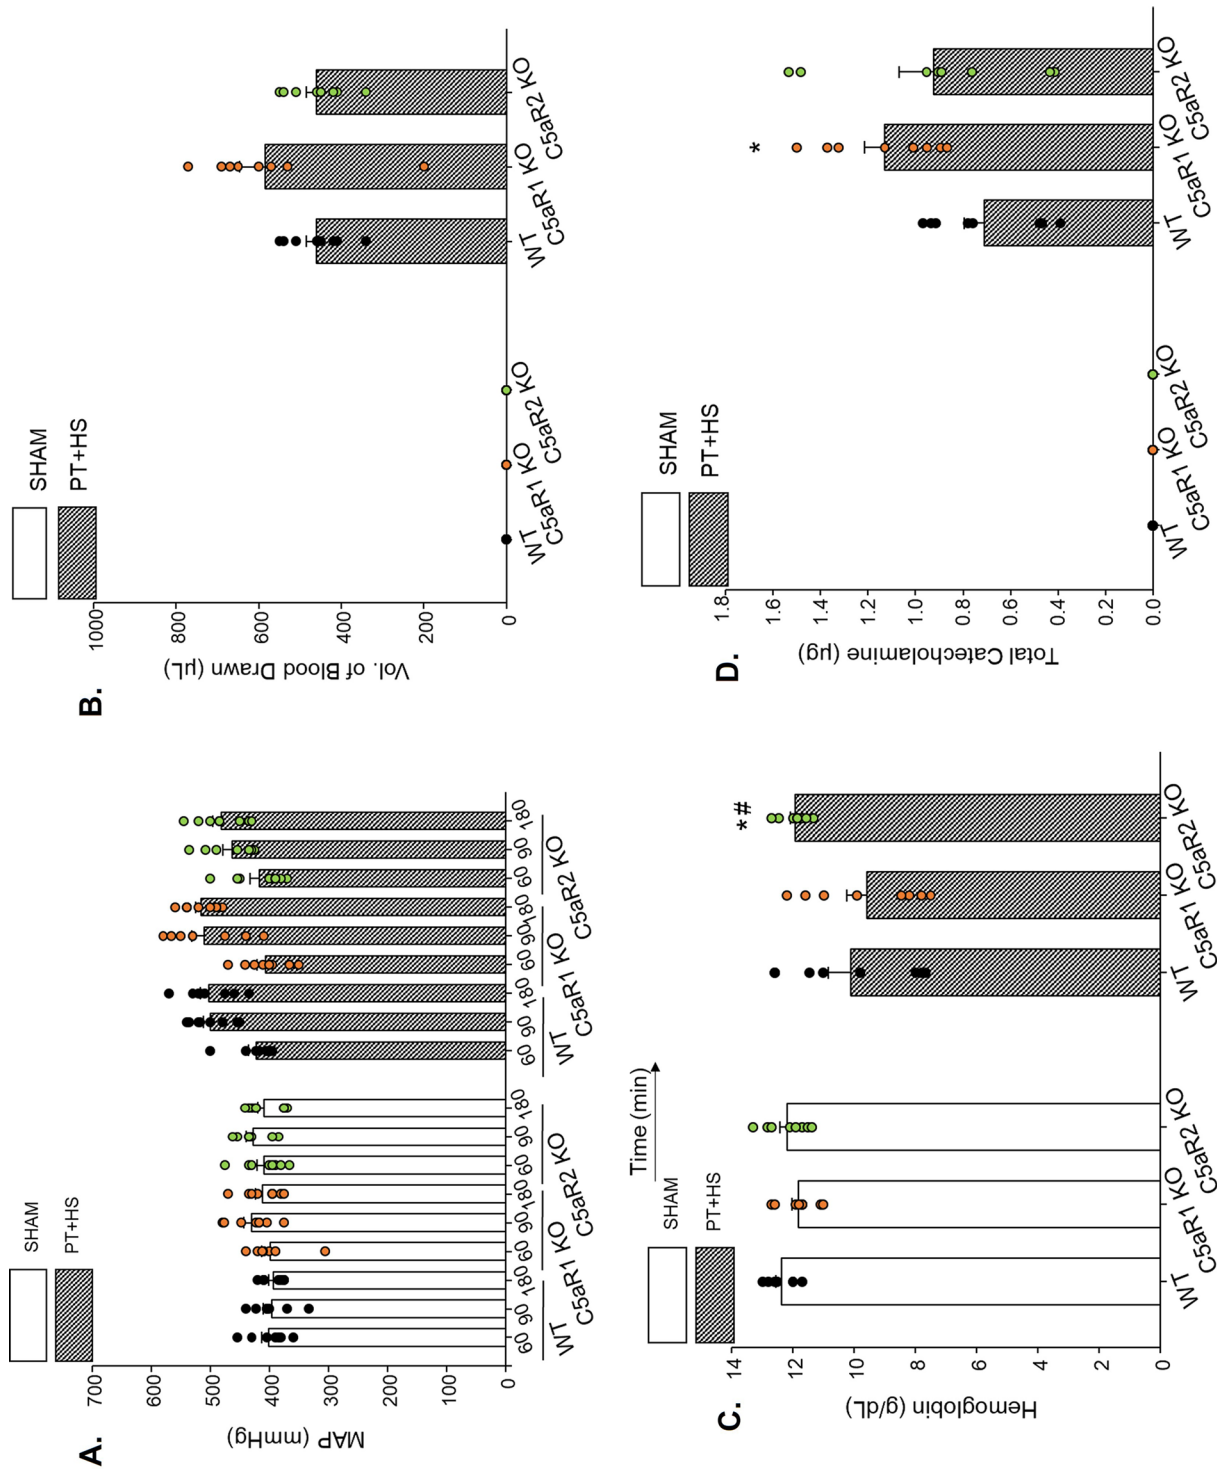 A.
SHAM
PT+HS
MAP (mmHg)
700
600
500
400
300
200
100
0
60 90 180 60 90 180 60 90 180 60 90 180 60 90 180 60 90 180
WT C5aR1 KO C5aR2 KO WT C5aR1 KO C5aR2 KO
B.
SHAM
PT+HS
Vol. of Blood Drawn (µL)
1000
800
600
400
200
0
WT C5aR1 KO C5aR2 KO WT C5aR1 KO C5aR2 KO
C.
SHAM
PT+HS
Time (min)
Hemoglobin (g/dL)
14
12
10
8
6
4
2
0
*#
WT C5aR1 KO C5aR2 KO WT C5aR1 KO C5aR2 KO
D.
SHAM
PT+HS
Total Catecholamine (µg)
1.8
1.6
1.4
1.2
1.0
0.8
0.6
0.4
0.2
0.0
*
WT C5aR1 KO C5aR2 KO WT C5aR1 KO C5aR2 KO